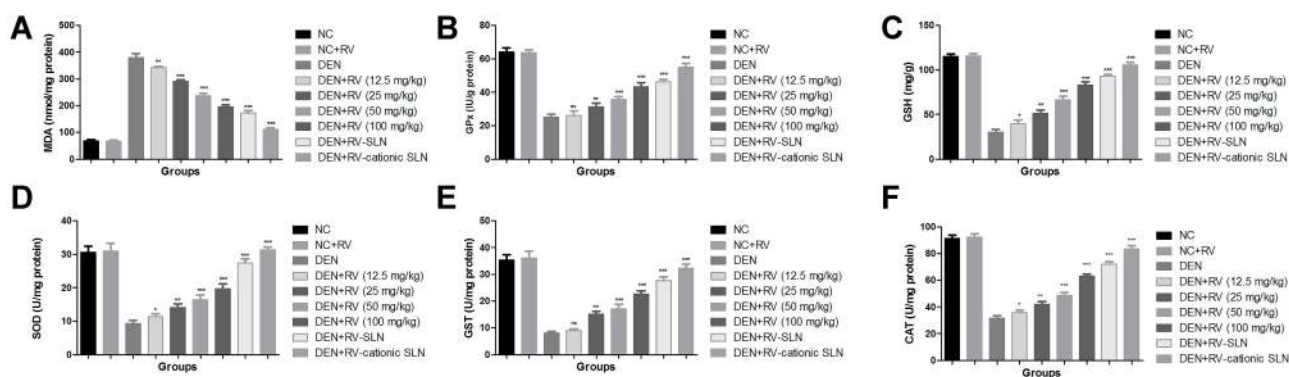 A
MDA (nmol/mg protein)
500
400
300
200
100
0
**
***
***
***
***
***
Groups
NC
NC+RV
DEN
DEN+RV (12.5 mg/kg)
DEN+RV (25 mg/kg)
DEN+RV (50 mg/kg)
DEN+RV (100 mg/kg)
DEN+RV-SLN
DEN+RV-cationic SLN
B
GPx (IU/g protein)
80
60
40
20
0
ns
**
***
***
***
***
Groups
NC
NC+RV
DEN
DEN+RV (12.5 mg/kg)
DEN+RV (25 mg/kg)
DEN+RV (50 mg/kg)
DEN+RV (100 mg/kg)
DEN+RV-SLN
DEN+RV-cationic SLN
C
GSH (mg/g)
150
100
50
0
*
**
***
***
***
***
Groups
NC
NC+RV
DEN
DEN+RV (12.5 mg/kg)
DEN+RV (25 mg/kg)
DEN+RV (50 mg/kg)
DEN+RV (100 mg/kg)
DEN+RV-SLN
DEN+RV-cationic SLN
D
SOD (U/mg protein)
40
30
20
10
0
*
**
***
***
***
***
Groups
NC
NC+RV
DEN
DEN+RV (12.5 mg/kg)
DEN+RV (25 mg/kg)
DEN+RV (50 mg/kg)
DEN+RV (100 mg/kg)
DEN+RV-SLN
DEN+RV-cationic SLN
E
GST (U/mg protein)
50
40
30
20
10
0
ns
**
***
***
***
***
Groups
NC
NC+RV
DEN
DEN+RV (12.5 mg/kg)
DEN+RV (25 mg/kg)
DEN+RV (50 mg/kg)
DEN+RV (100 mg/kg)
DEN+RV-SLN
DEN+RV-cationic SLN
F
CAT (U/mg protein)
100
80
60
40
20
0
*
**
***
***
***
***
Groups
NC
NC+RV
DEN
DEN+RV (12.5 mg/kg)
DEN+RV (25 mg/kg)
DEN+RV (50 mg/kg)
DEN+RV (100 mg/kg)
DEN+RV-SLN
DEN+RV-cationic SLN